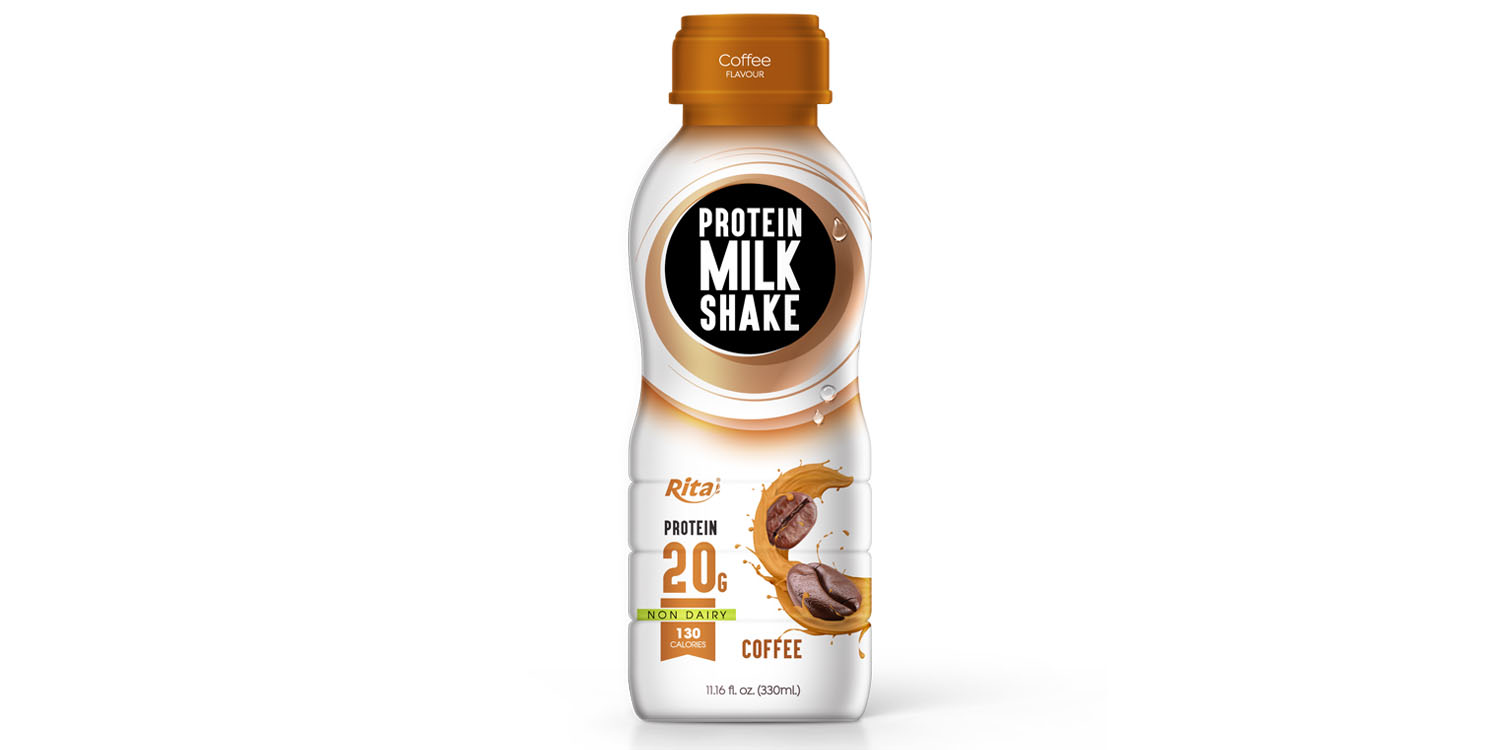 Coffee
FLAVOUR
PROTEIN
MILK
SHAKE
Rita
PROTEIN
20G
NON DAIRY
130
CALORIES
COFFEE
11.16 fl. oz. (330ml.)